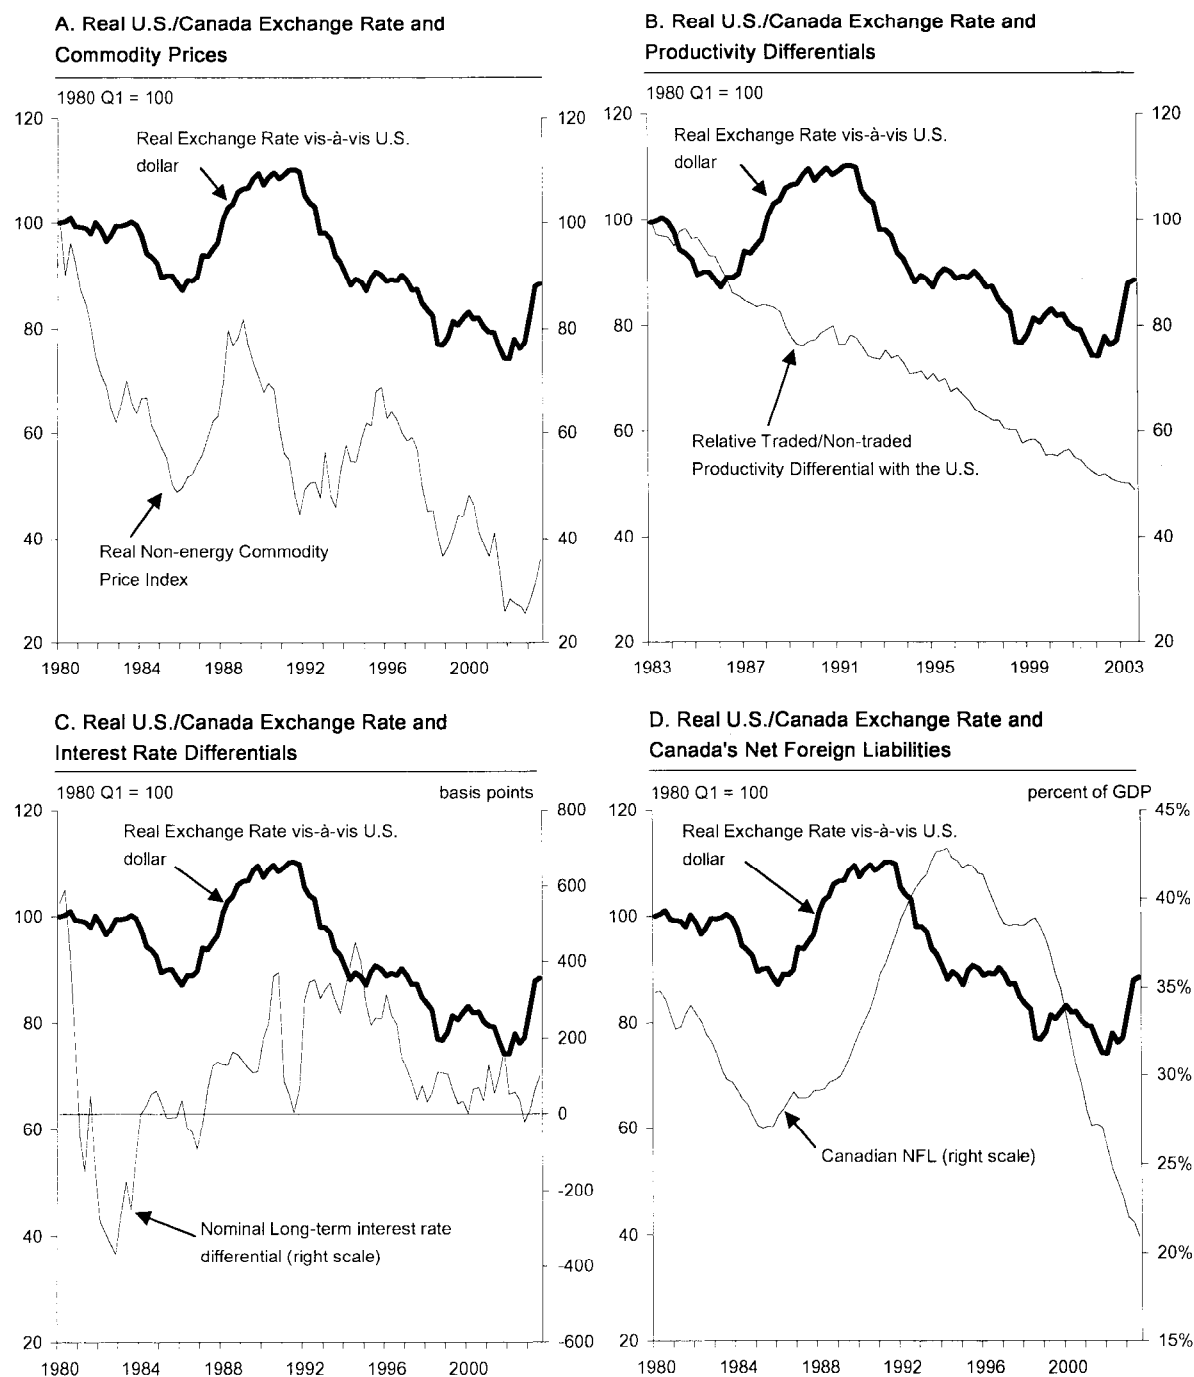 A. Real U.S./Canada Exchange Rate and
Commodity Prices
1980 Q1 = 100
120
100
80
60
40
20
120
100
80
60
40
20
Real Exchange Rate vis-à-vis U.S.
dollar
Real Non-energy Commodity
Price Index
1980 1984 1988 1992 1996 2000
B. Real U.S./Canada Exchange Rate and
Productivity Differentials
1980 Q1 = 100
120
100
80
60
40
20
120
100
80
60
40
20
Real Exchange Rate vis-à-vis U.S.
dollar
Relative Traded/Non-traded
Productivity Differential with the U.S.
1983 1987 1991 1995 1999 2003
C. Real U.S./Canada Exchange Rate and
Interest Rate Differentials
1980 Q1 = 100 basis points
120
100
80
60
40
20
800
600
400
200
0
-200
-400
-600
Real Exchange Rate vis-à-vis U.S.
dollar
Nominal Long-term interest rate
differential (right scale)
1980 1984 1988 1992 1996 2000
D. Real U.S./Canada Exchange Rate and
Canada's Net Foreign Liabilities
1980 Q1 = 100 percent of GDP
120
100
80
60
40
20
45%
40%
35%
30%
25%
20%
15%
Real Exchange Rate vis-à-vis U.S.
dollar
Canadian NFL (right scale)
1980 1984 1988 1992 1996 2000